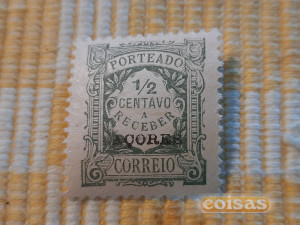 PORTEADO
1/2
CENTAVO
A
RECEBER
AÇORES
CORREIO
coisas